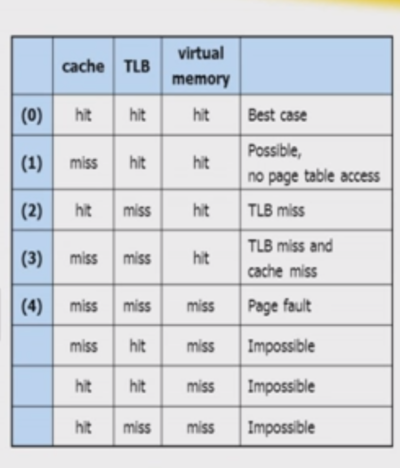 cache TLB virtual memory
(0) hit hit hit Best case
(1) miss hit hit Possible,
no page table access
(2) hit miss hit TLB miss
(3) miss miss hit TLB miss and
cache miss
(4) miss miss miss Page fault
miss hit miss Impossible
hit hit miss Impossible
hit miss miss Impossible